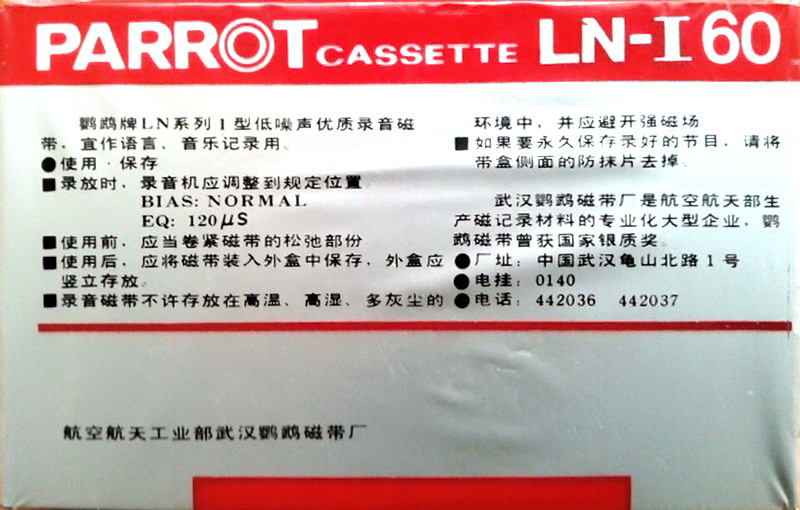 PARROT CASSETTE LN-I 60
鹦鹉牌LN系列1型低噪声优质录音磁
带，宜作语言、音乐记录用。
●使用·保存
■录放时，录音机应调整到规定位置
BIAS: NORMAL
EQ: 120μS
■使用前，应当卷紧磁带的松弛部份
■使用后，应将磁带装入外盒中保存，外盒应
竖立存放。
■录音磁带不许存放在高温、高湿、多灰尘的
环境中，并应避开强磁场
■如果要永久保存录好的节目，请将
带盒侧面的防抹片去掉。
武汉鹦鹉磁带厂是航空航天部生
产磁记录材料的专业化大型企业，鹦
鹉磁带曾获国家银质奖。
●厂址：中国武汉龟山北路1号
●电挂：0140
●电话：442036 442037
航空航天工业部武汉鹦鹉磁带厂